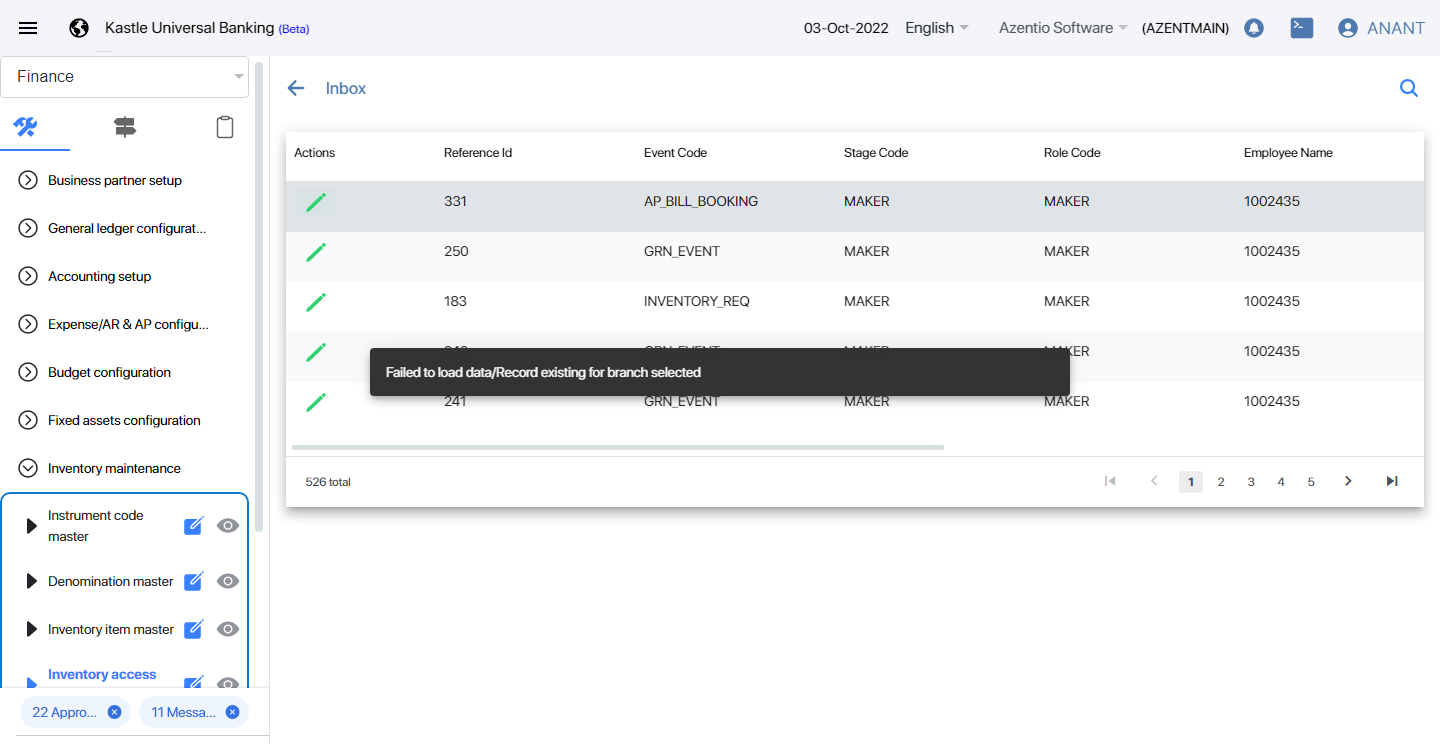 Kastle Universal Banking (Beta)
03-Oct-2022
English
Azentio Software
(AZENTMAIN)
ANANT
Finance
Business partner setup
General ledger configurat...
Accounting setup
Expense/AR & AP configu...
Budget configuration
Fixed assets configuration
Inventory maintenance
Instrument code
master
Denomination master
Inventory item master
Inventory access
22 Appro...
11 Messa...
Inbox
Actions Reference Id Event Code Stage Code Role Code Employee Name
331 AP_BILL_BOOKING MAKER MAKER 1002435
250 GRN_EVENT MAKER MAKER 1002435
183 INVENTORY_REQ MAKER MAKER 1002435
GRN_EVENT MAKER MAKER 1002435
Failed to load data/Record existing for branch selected
241 GRN_EVENT MAKER MAKER 1002435
526 total
1 2 3 4 5